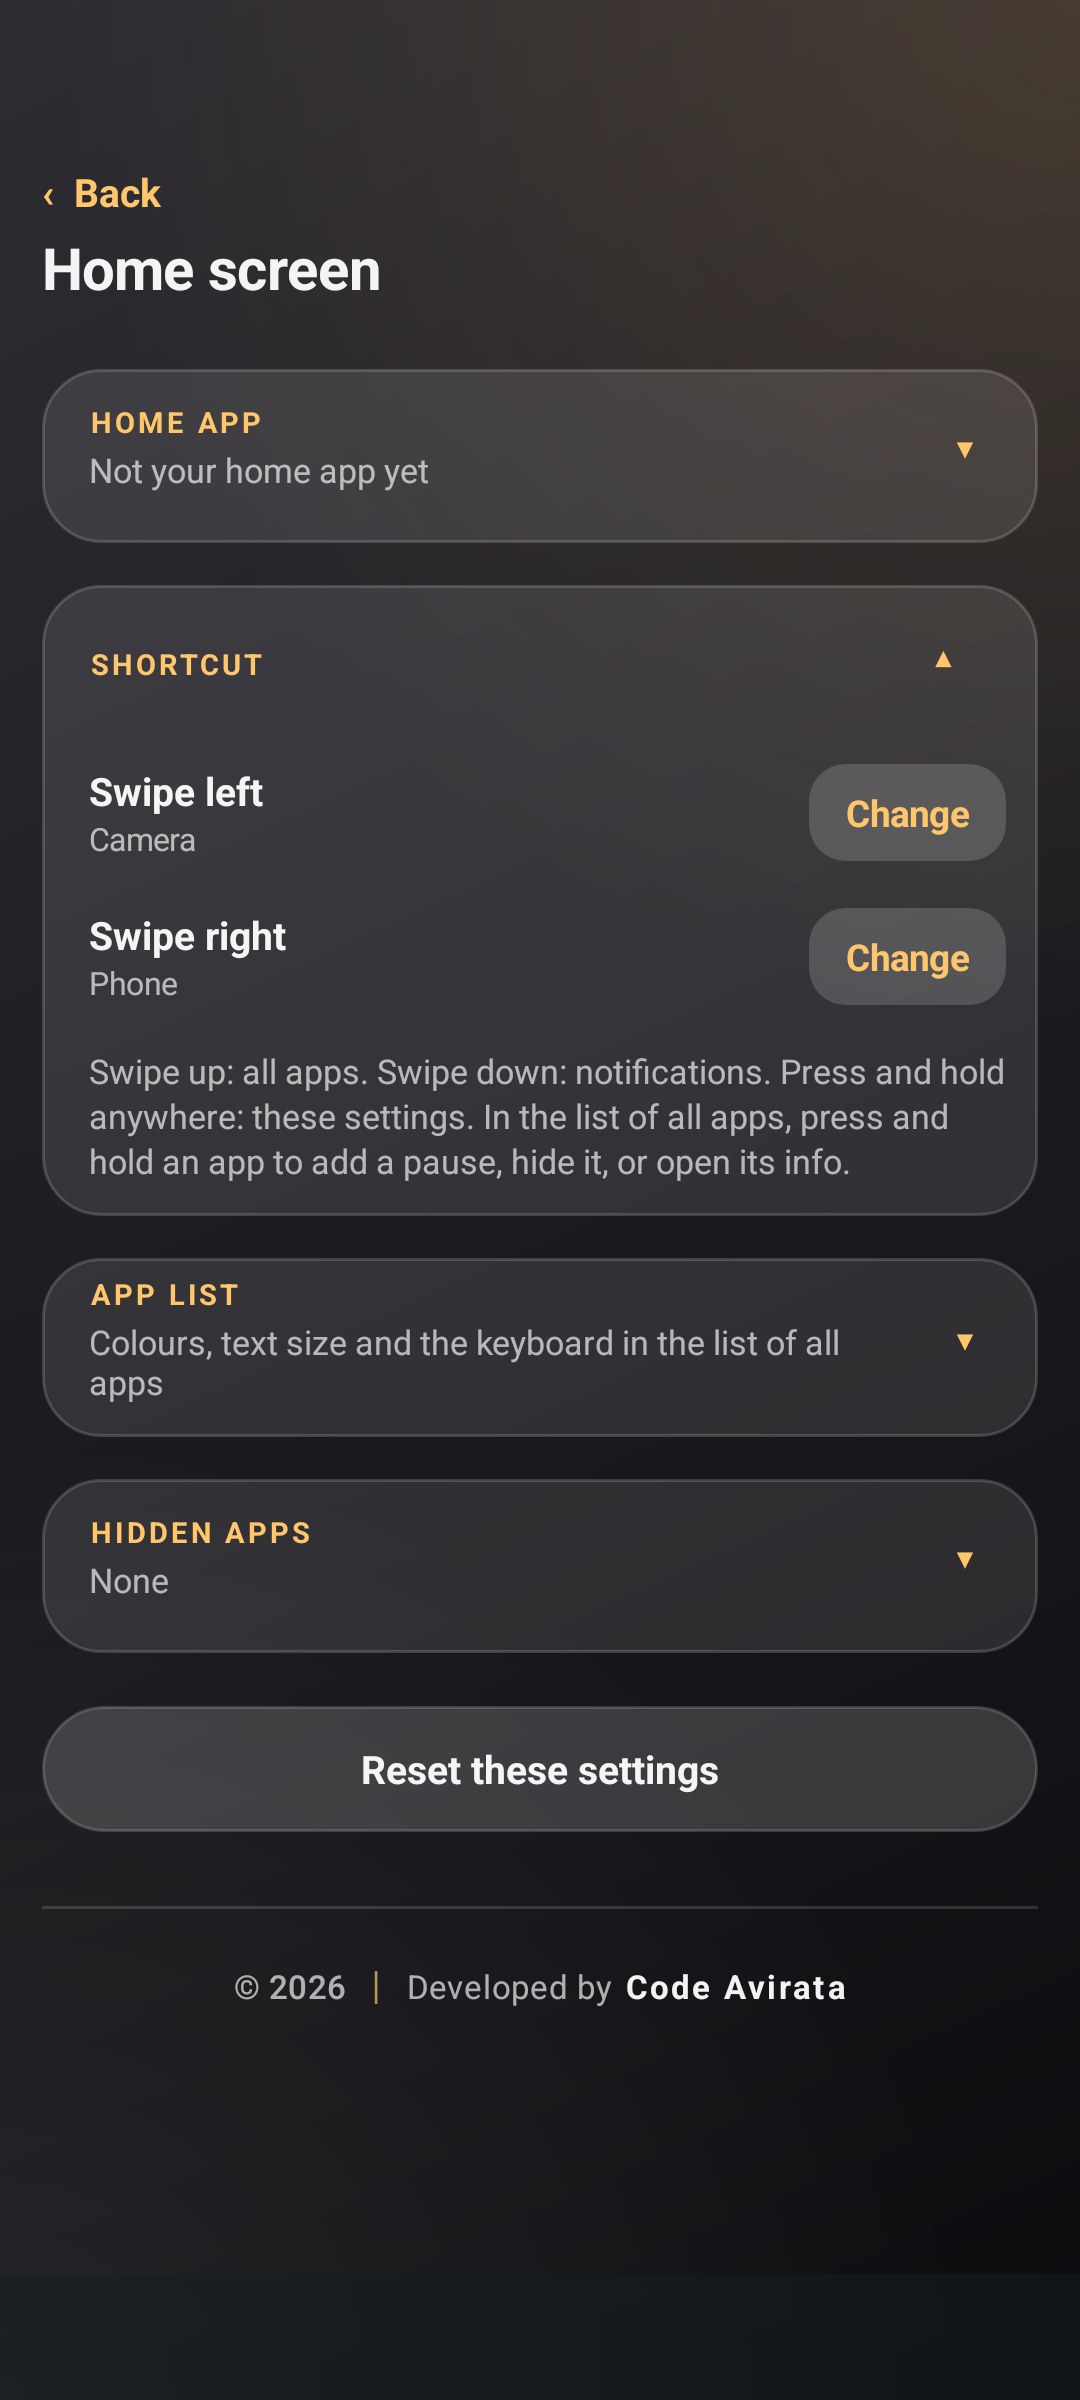 ‹ Back
Home screen
HOME APP
Not your home app yet
▼
SHORTCUT
▲
Swipe left
Camera
Change
Swipe right
Phone
Change
Swipe up: all apps. Swipe down: notifications. Press and hold
anywhere: these settings. In the list of all apps, press and
hold an app to add a pause, hide it, or open its info.
APP LIST
Colours, text size and the keyboard in the list of all
apps
▼
HIDDEN APPS
None
▼
Reset these settings
© 2026 | Developed by Code Avirata